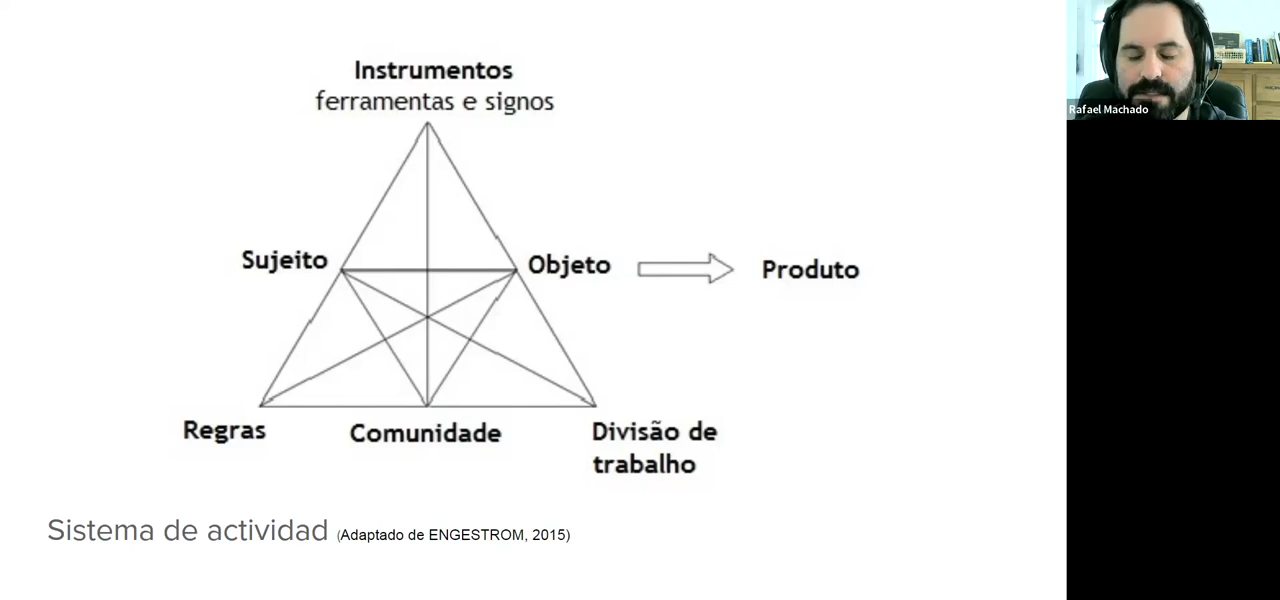 Instrumentos
ferramentas e signos
Sujeito
Objeto
Produto
Regras
Comunidade
Divisão de
trabalho
Sistema de actividad (Adaptado de ENGESTROM, 2015)
Rafael Machado